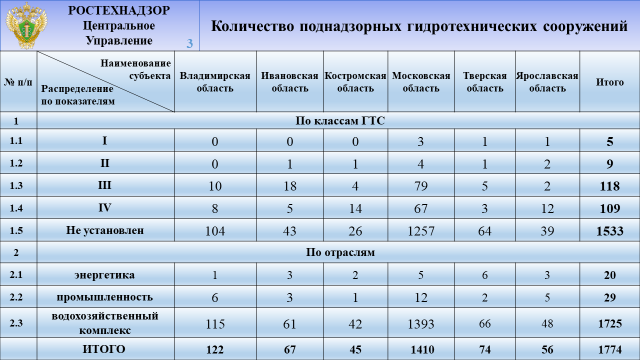 РОСТЕХНАДЗОР
Центральное
Управление
3
Количество поднадзорных гидротехнических сооружений
№ п/п
Наименование
субъекта
Распределение
по показателям
Владимирская
область
Ивановская
область
Костромская
область
Московская
область
Тверская
область
Ярославская
область
Итого
1 По классам ГТС
1.1 I 0 0 0 3 1 1 5
1.2 II 0 1 1 4 1 2 9
1.3 III 10 18 4 79 5 2 118
1.4 IV 8 5 14 67 3 12 109
1.5 Не установлен 104 43 26 1257 64 39 1533
2 По отраслям
2.1 энергетика 1 3 2 5 6 3 20
2.2 промышленность 6 3 1 12 2 5 29
2.3 водохозяйственный
комплекс 115 61 42 1393 66 48 1725
ИТОГО 122 67 45 1410 74 56 1774